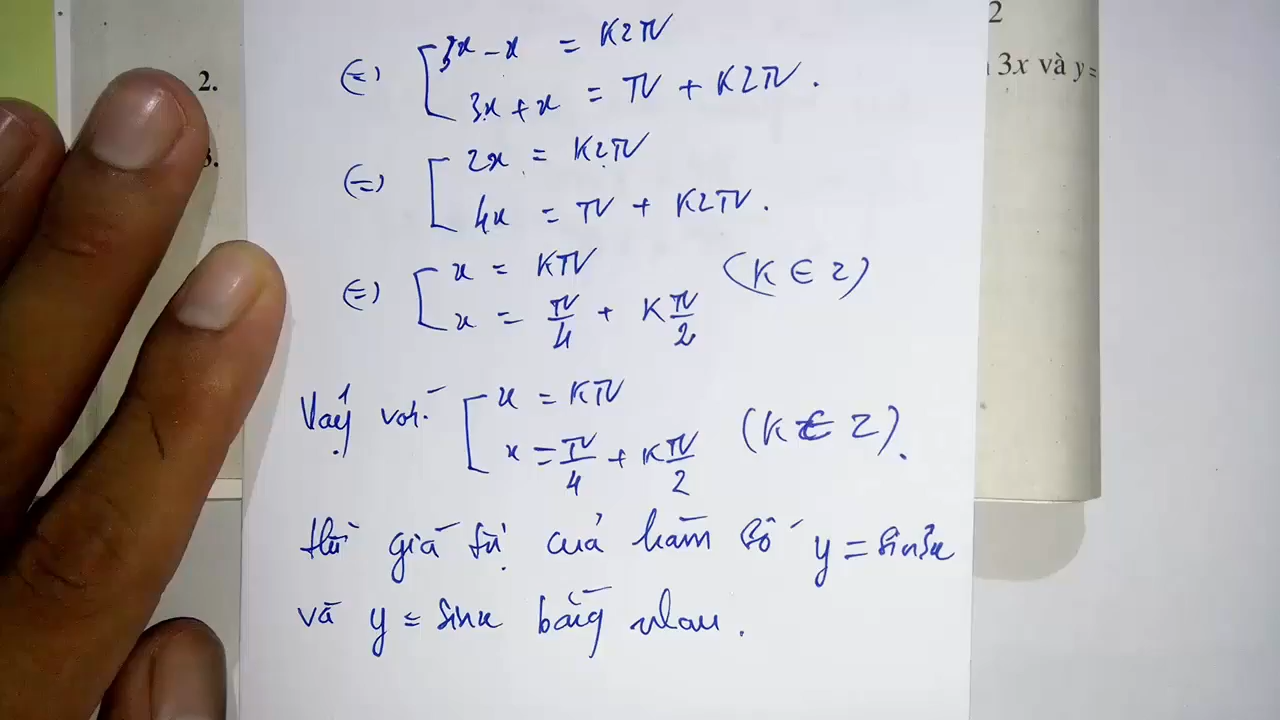 2
3x và y=
2.
3.
⇔ [ 3x - x = k2π
3x + x = π + k2π.
⇔ [ 2x = k2π
4x = π + k2π.
⇔ [ x = kπ
x = π/4 + kπ/2 (k ∈ Z)
Vậy với [ x = kπ
x = π/4 + kπ/2 (k ∈ Z).
thì giá trị của hàm số y = sin3x
và y = sinx bằng nhau.